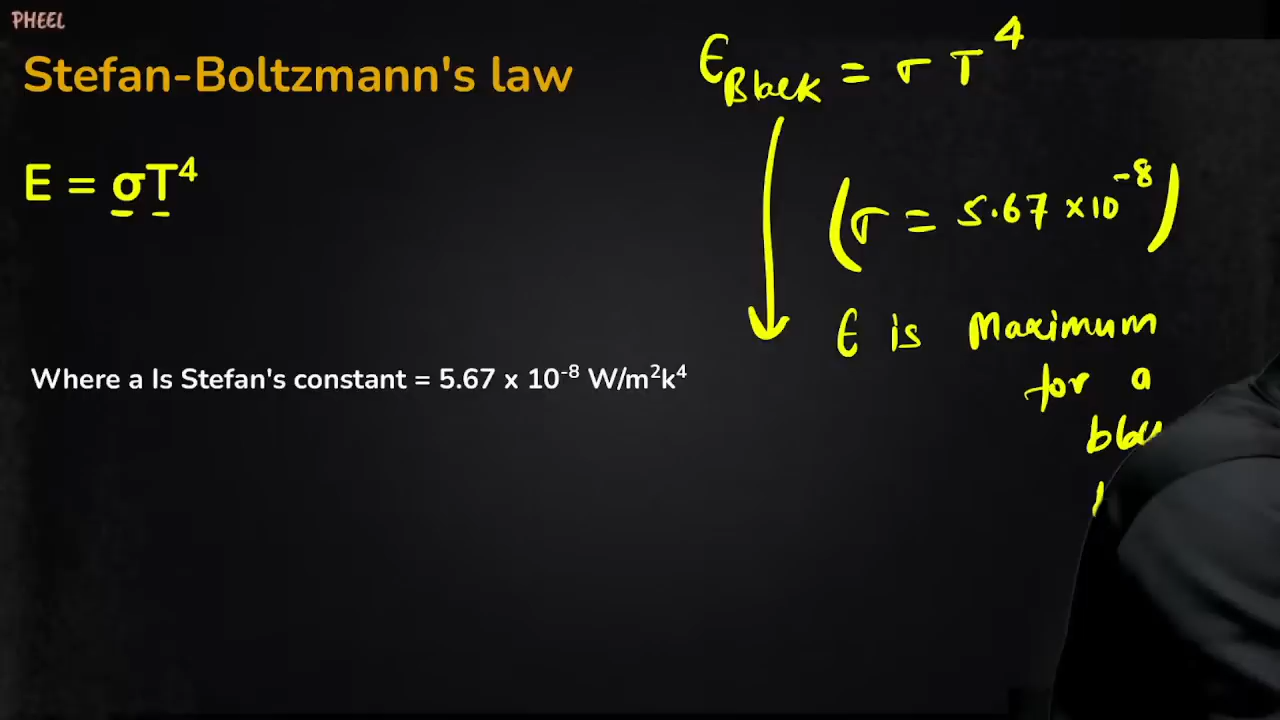 PHEEL
Stefan-Boltzmann's law
E = σT⁴
Where a Is Stefan's constant = 5.67 x 10⁻⁸ W/m²k⁴
E Black = σ T⁴
(σ = 5.67 × 10⁻⁸)
E is Maximum
for a